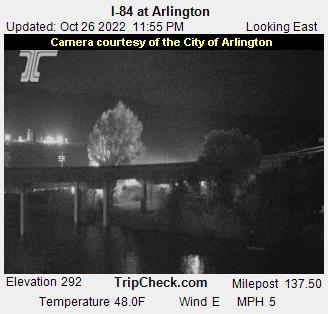 I-84 at Arlington
Updated: Oct 26 2022 11:55 PM Looking East
Camera courtesy of the City of Arlington
Elevation 292 TripCheck.com Milepost 137.50
Temperature 48.0F Wind E MPH 5